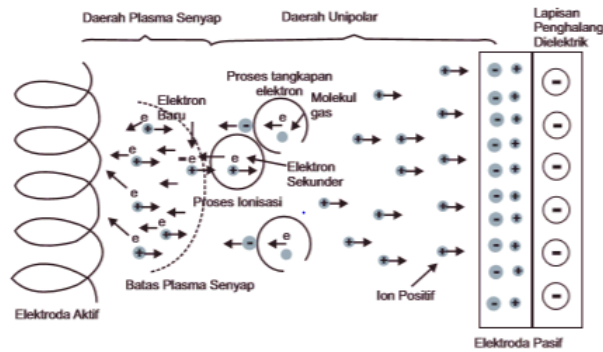 Daerah Plasma Senyap
Daerah Unipolar
Lapisan
Penghalang
Dielektrik
Proses tangkapan
elektron
Molekul
gas
Elektron
Baru
e
e
e
e
e
e
e
e
-e
e
Elektron
Sekunder
Proses Ionisasi
Batas Plasma Senyap
Ion Positif
Elektroda Aktif
Elektroda Pasif